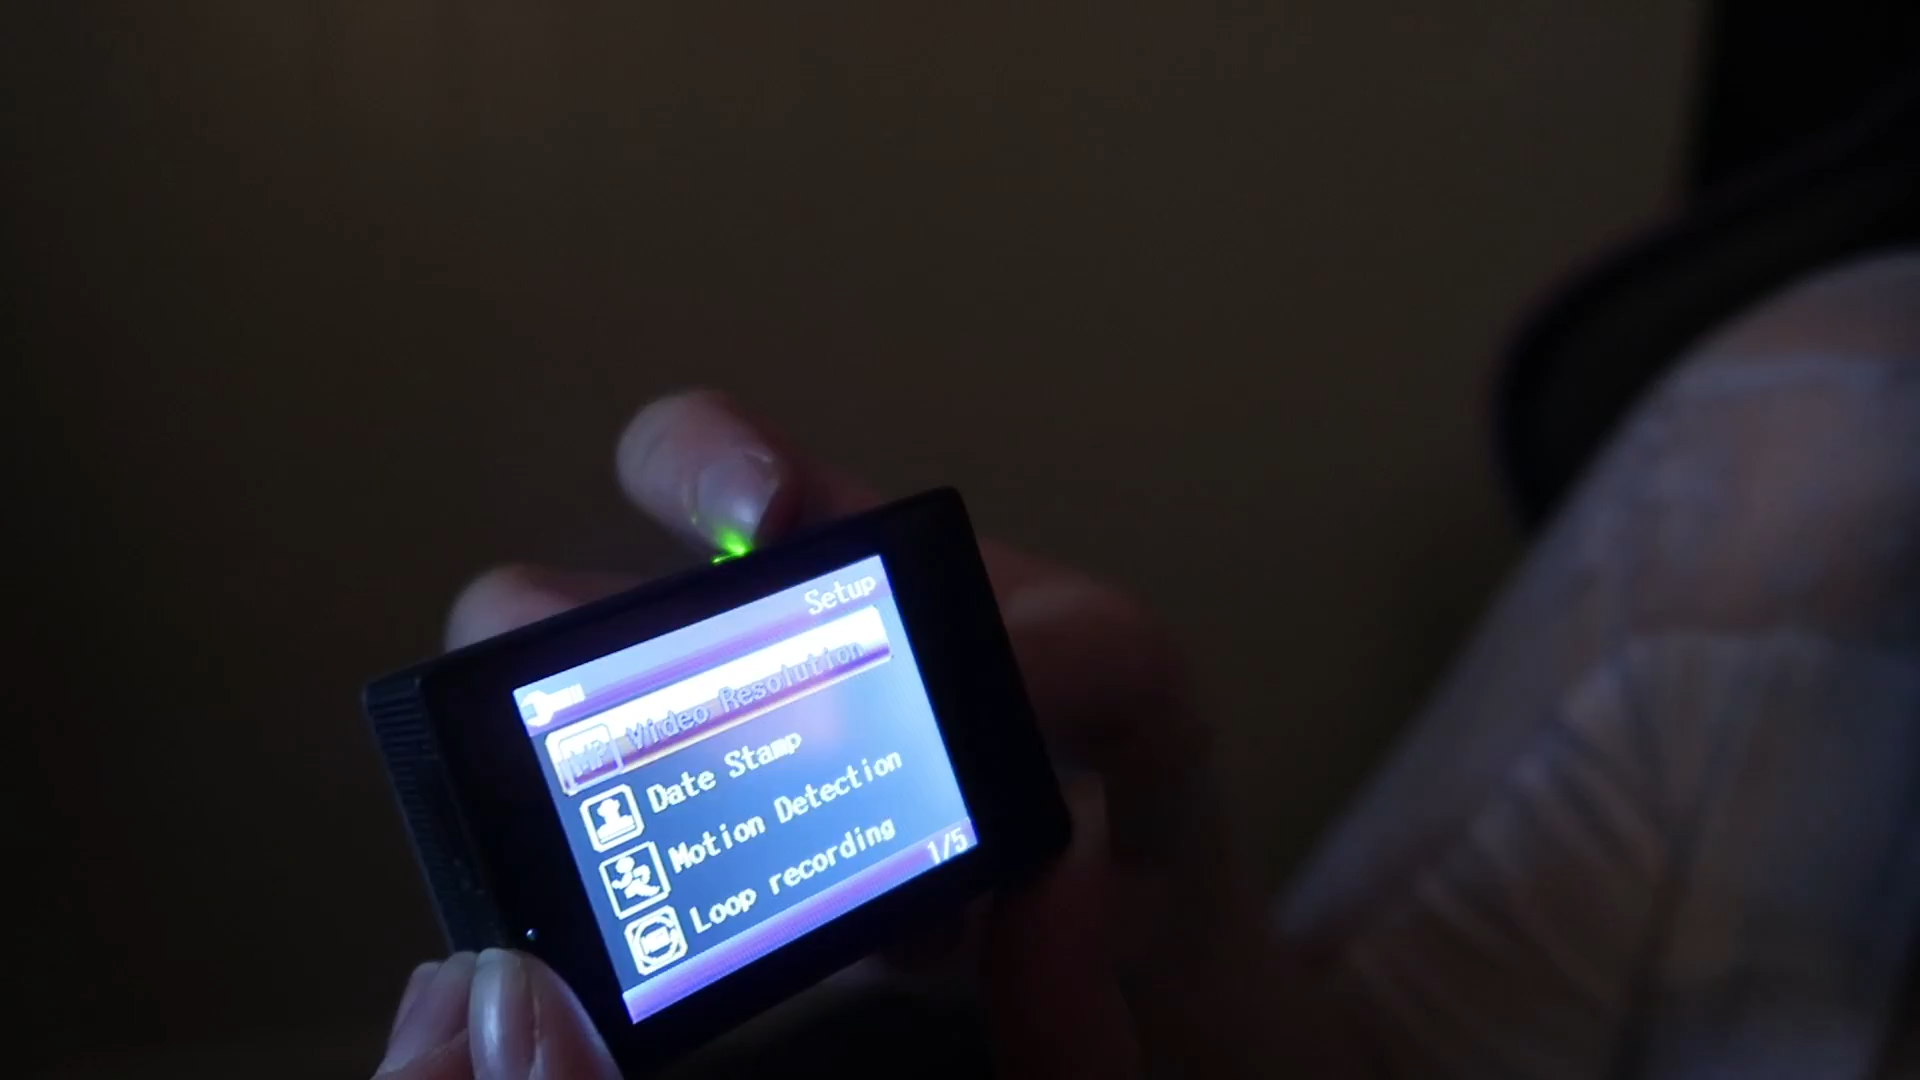 Setup
Video Resolution
Date Stamp
Motion Detection
Loop recording
1/5